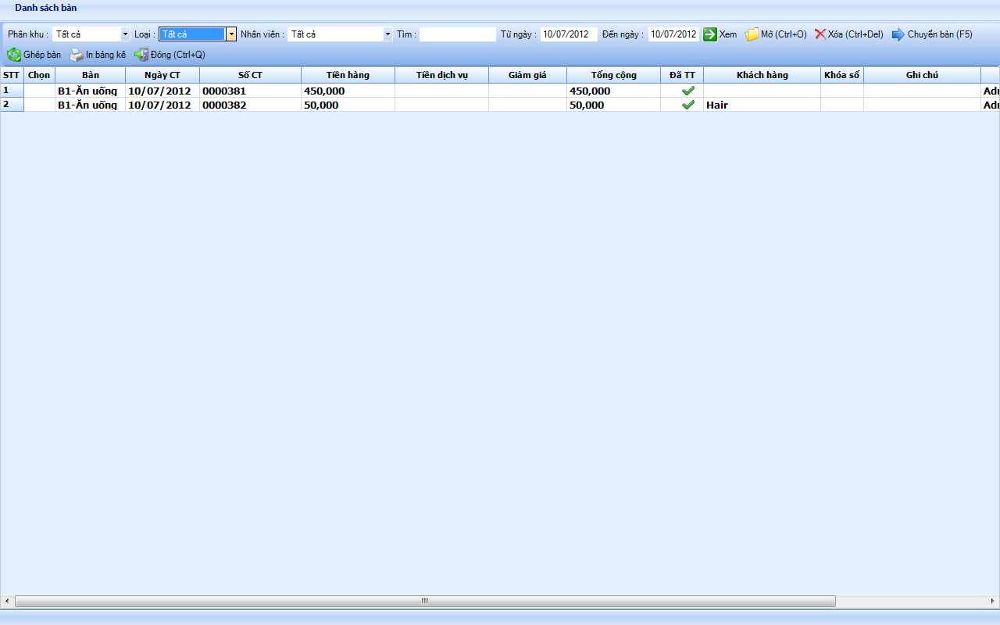 Danh sách bàn
Phân khu : Tất cả Loại : Tất cả Nhân viên : Tất cả Tìm : Từ ngày : 10/07/2012 Đến ngày : 10/07/2012 Xem Mở (Ctrl+O) Xóa (Ctrl+Del) Chuyển bàn (F5)
Ghép bàn In bảng kê Đóng (Ctrl+Q)
STT Chọn Bàn Ngày CT Số CT Tiền hàng Tiền dịch vụ Giảm giá Tổng cộng Đã TT Khách hàng Khóa sổ Ghi chú
1 B1-Ăn uống 10/07/2012 0000381 450,000 450,000
2 B1-Ăn uống 10/07/2012 0000382 50,000 50,000 Hair